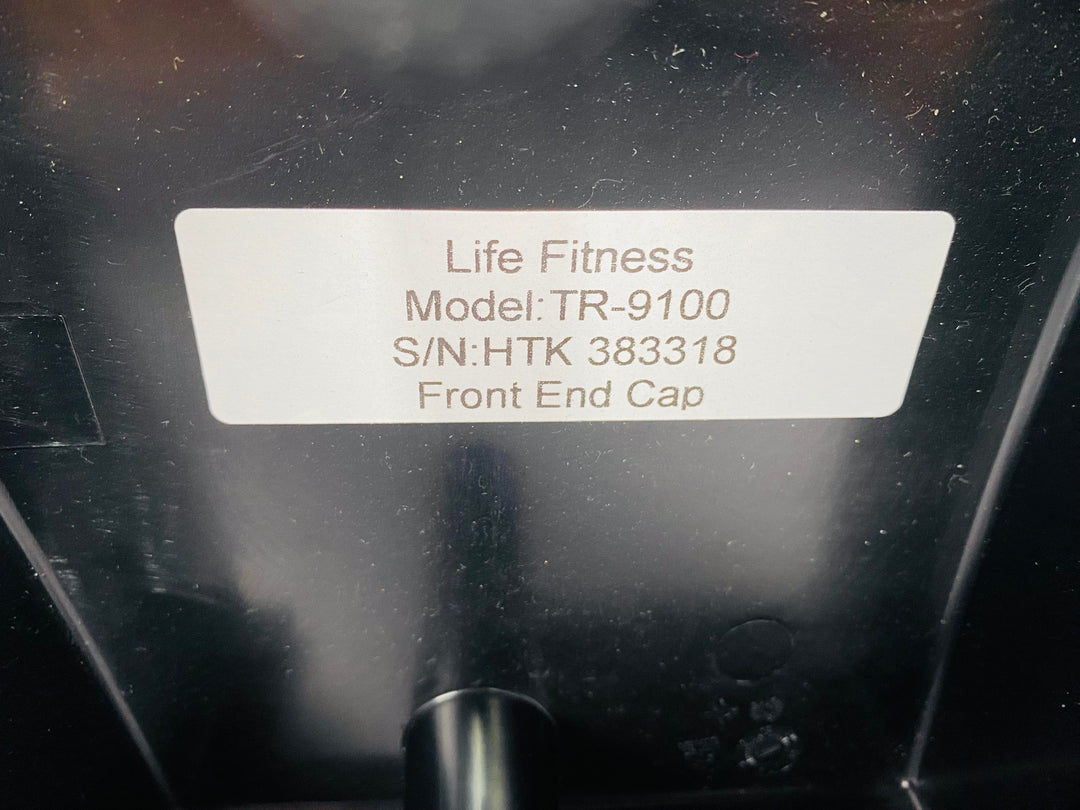 Life Fitness
Model:TR-9100
S/N:HTK 383318
Front End Cap